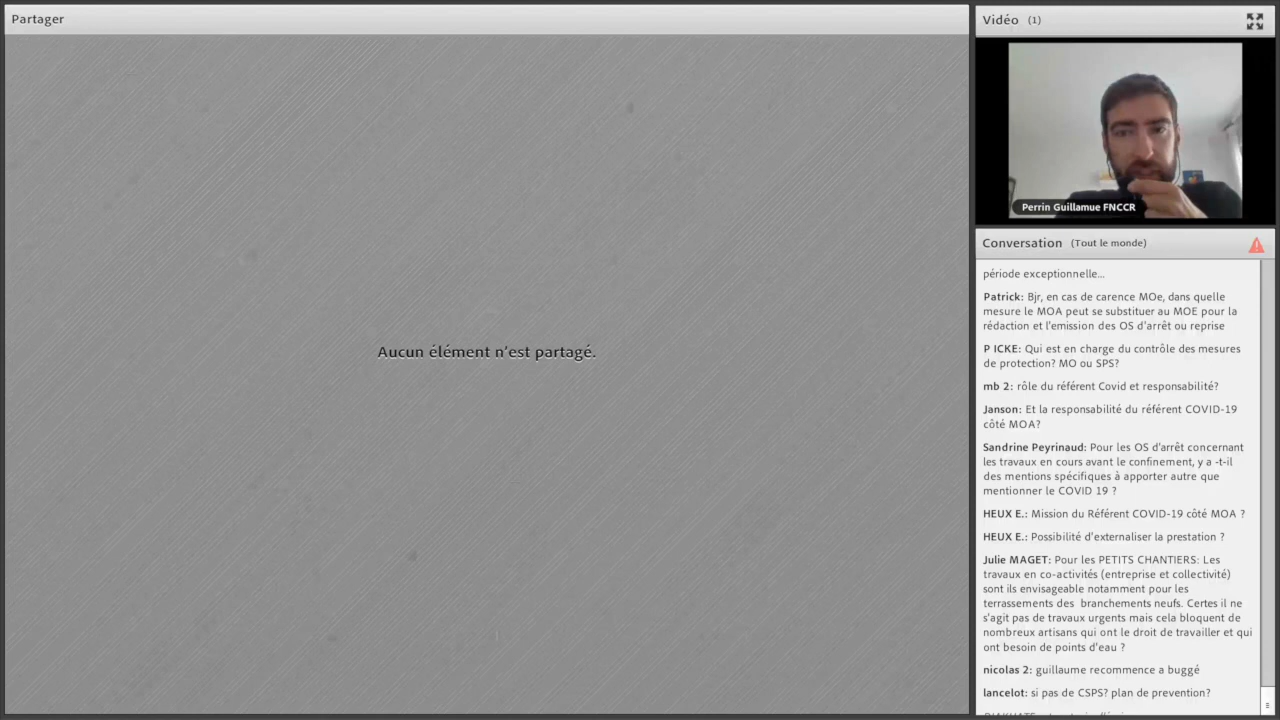 Partager
Aucun élément n'est partagé.
Vidéo (1)
Perrin Guillamue FNCCR
Conversation (Tout le monde)
période exceptionnelle...
Patrick: Bjr, en cas de carence MOe, dans quelle
mesure le MOA peut se substituer au MOE pour la
rédaction et l'emission des OS d'arrêt ou reprise
P ICKE: Qui est en charge du contrôle des mesures
de protection? MO ou SPS?
mb 2: rôle du référent Covid et responsabilité?
Janson: Et la responsabilité du référent COVID-19
côté MOA?
Sandrine Peyrinaud: Pour les OS d'arrêt concernant
les travaux en cours avant le confinement, y a -t-il
des mentions spécifiques à apporter autre que
mentionner le COVID 19 ?
HEUX E.: Mission du Référent COVID-19 côté MOA ?
HEUX E.: Possibilité d'externaliser la prestation ?
Julie MAGET: Pour les PETITS CHANTIERS: Les
travaux en co-activités (entreprise et collectivité)
sont ils envisageable notamment pour les
terrassements des branchements neufs. Certes il ne
s'agit pas de travaux urgents mais cela bloquent de
nombreux artisans qui ont le droit de travailler et qui
ont besoin de points d'eau ?
nicolas 2: guillaume recommence a buggé
lancelot: si pas de CSPS? plan de prevention?